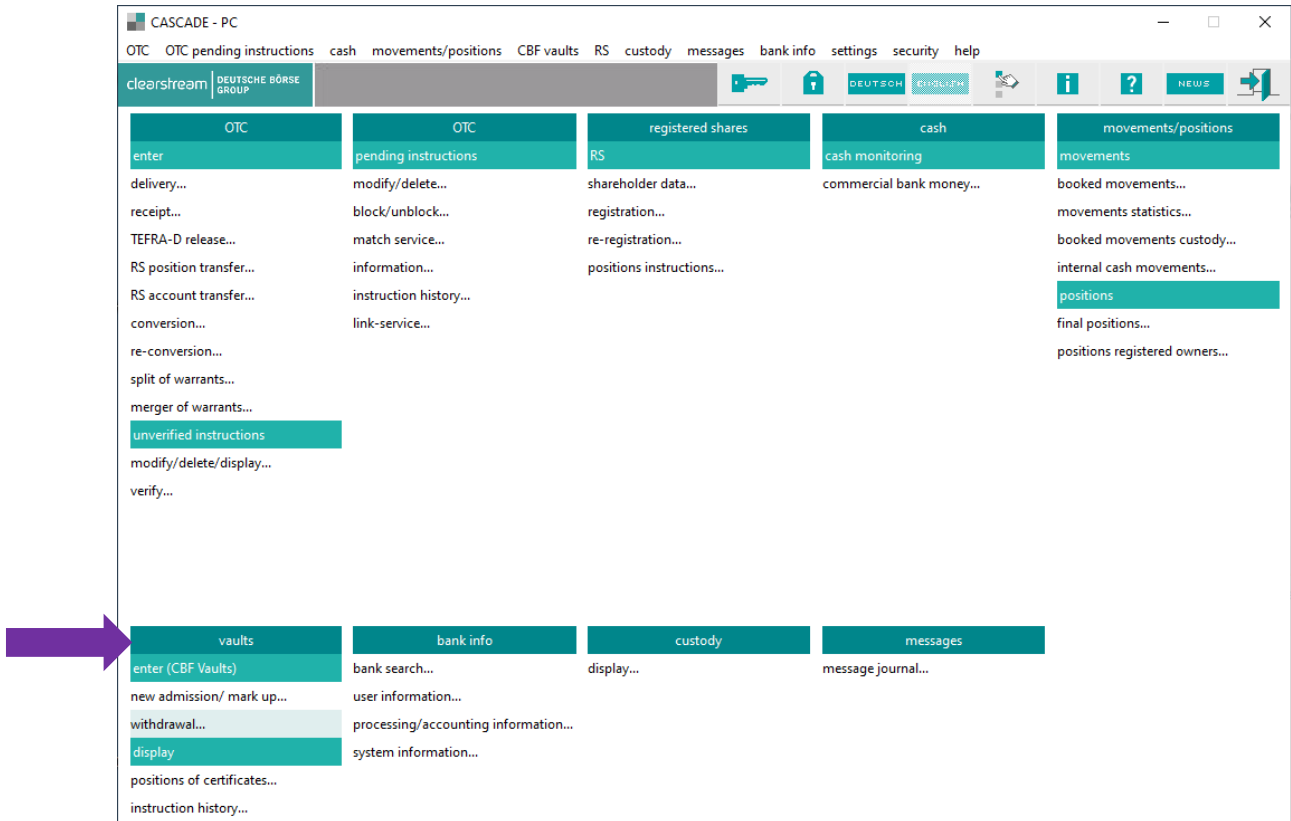 CASCADE - PC
OTC OTC pending instructions cash movements/positions CBF vaults RS custody messages bank info settings security help
clearstream DEUTSCHE BÖRSE GROUP
DEUTSCH ENGLISH i ? NEWS
OTC
enter
delivery...
receipt...
TEFRA-D release...
RS position transfer...
RS account transfer...
conversion...
re-conversion...
split of warrants...
merger of warrants...
unverified instructions
modify/delete/display...
verify...
OTC
pending instructions
modify/delete...
block/unblock...
match service...
information...
instruction history...
link-service...
registered shares
RS
shareholder data...
registration...
re-registration...
positions instructions...
cash
cash monitoring
commercial bank money...
movements/positions
movements
booked movements...
movements statistics...
booked movements custody...
internal cash movements...
positions
final positions...
positions registered owners...
vaults
enter (CBF Vaults)
new admission/ mark up...
withdrawal...
display
positions of certificates...
instruction history...
bank info
bank search...
user information...
processing/accounting information...
system information...
custody
display...
messages
message journal...